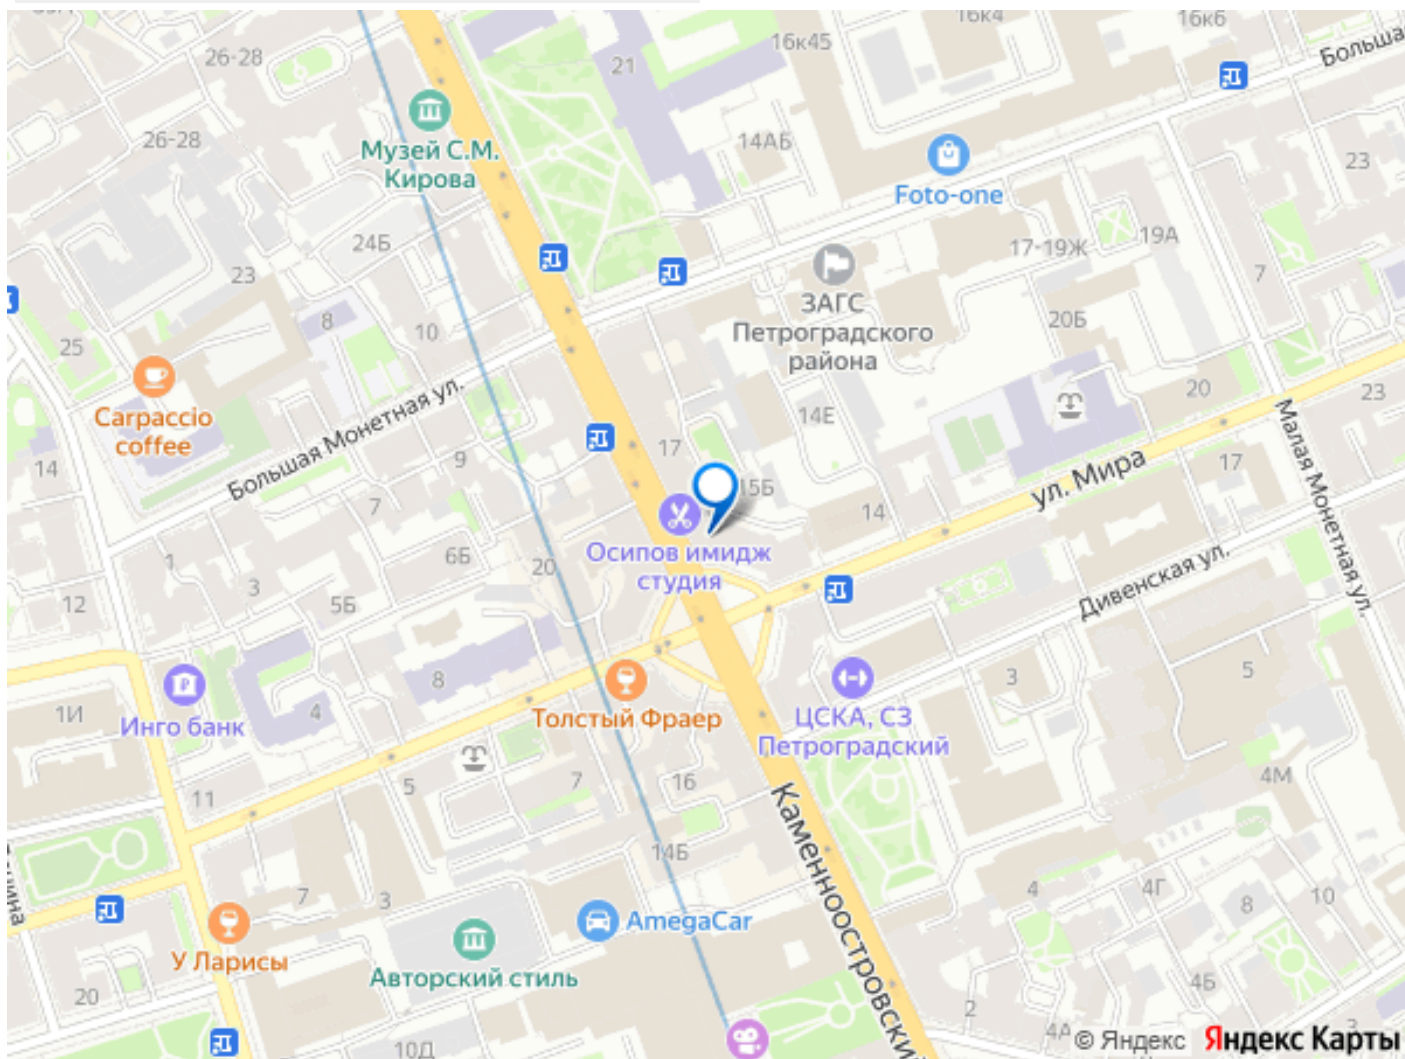 26-28
21
16к45
16к4
16к6
Большая
26-28
Музей С.М.
Кирова
14АБ
Foto-one
23
24Б
23
ЗАГС
Петроградского
района
17-19Ж
19А
7
8
10
20Б
25
Carpaccio
coffee
Большая Монетная ул.
14Е
20
23
14
9
17
15Б
14
ул. Мира
17
Малая Монетная ул.
7
Осипов имидж
студия
6Б
20
1
3
5Б
12
Дивенская ул.
8
3
5
1И
Инго банк
4
Толстый Фраер
ЦСКА, СЗ
Петроградский
5
7
16
4М
11
Каменноостровский
14Б
7
3
4
4Г
8
10
У Ларисы
AmegaCar
Авторский стиль
20
4Б
2
10Д
4А
3
© Яндекс Яндекс Карты